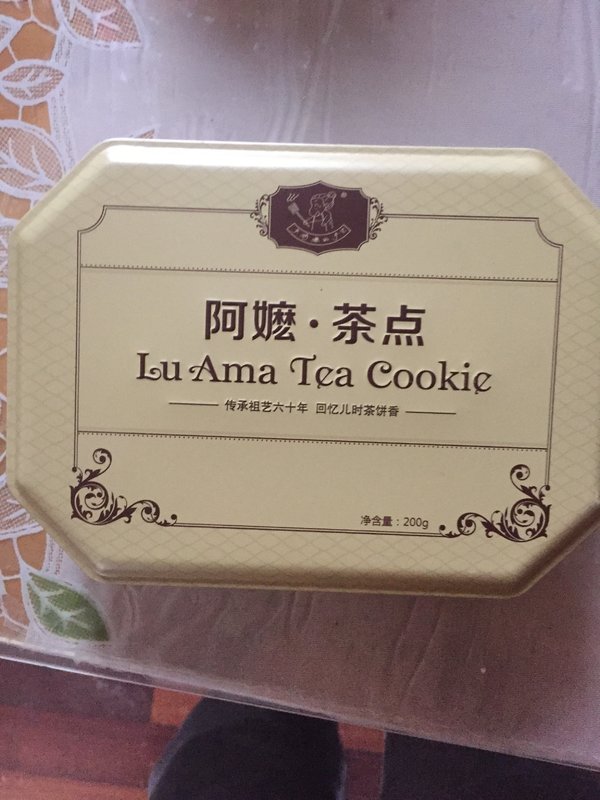 阿嬷·茶点
Lu Ama Tea Cookie
传承祖艺六十年 回忆儿时茶饼香
净含量：200g